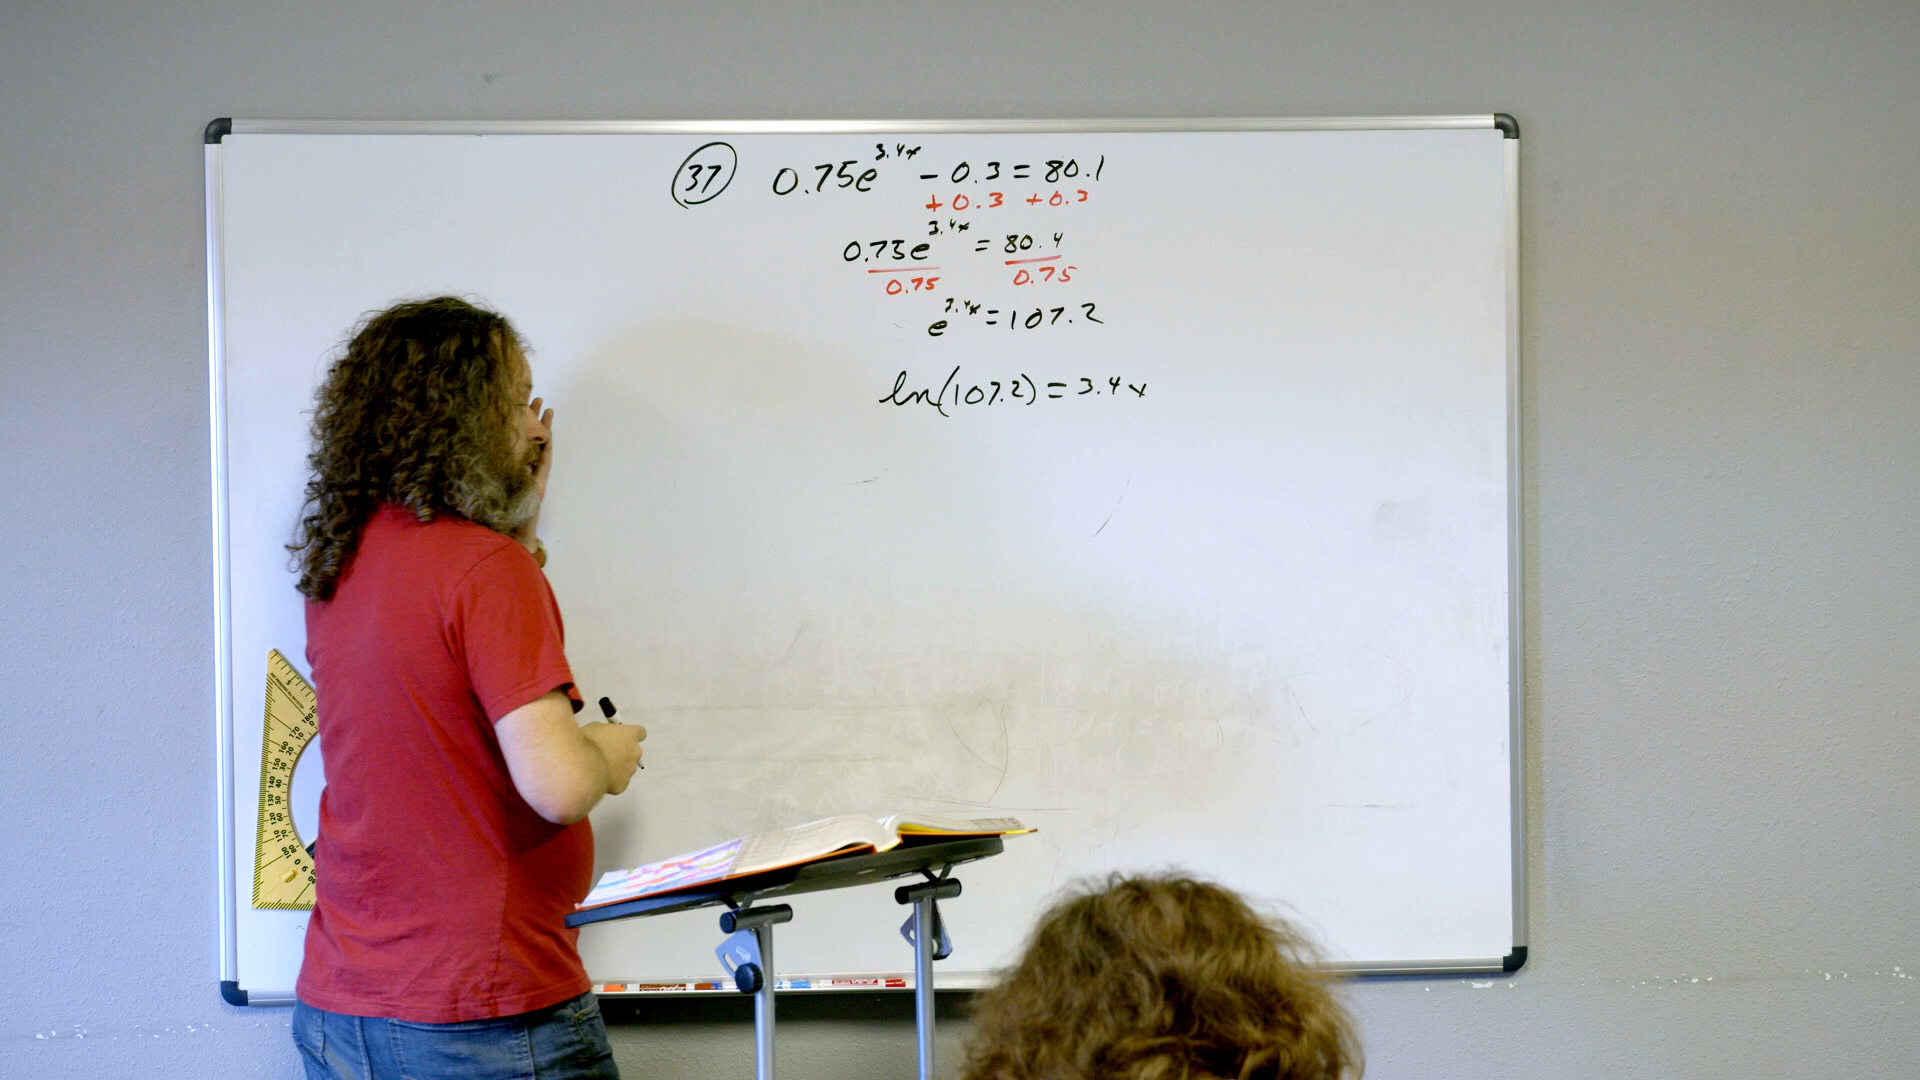 37 0.75e^3.4x - 0.3 = 80.1
+0.3 +0.3
0.75e^3.4x = 80.4
0.75 0.75
e^3.4x = 107.2
ln(107.2) = 3.4x